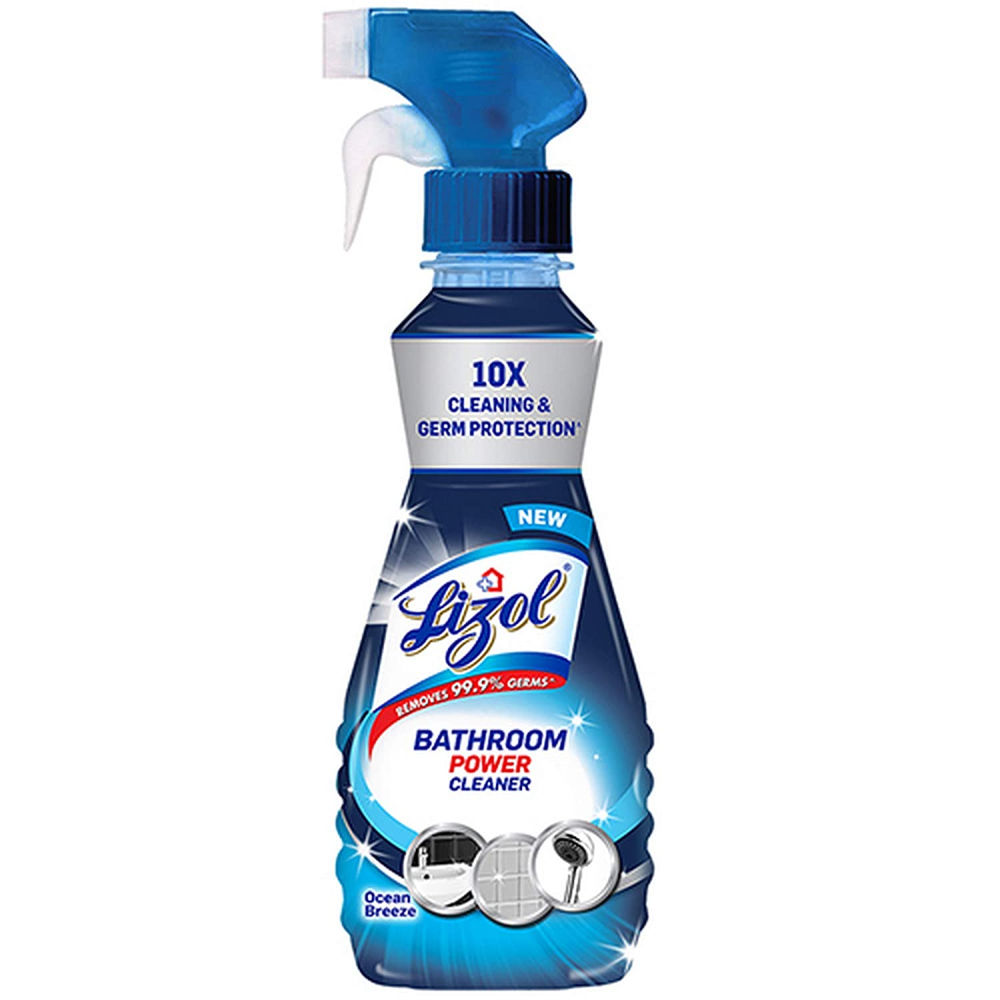 10X
CLEANING &
GERM PROTECTION^
NEW
Lizol®
REMOVES 99.9% GERMS^
BATHROOM
POWER
CLEANER
Ocean
Breeze